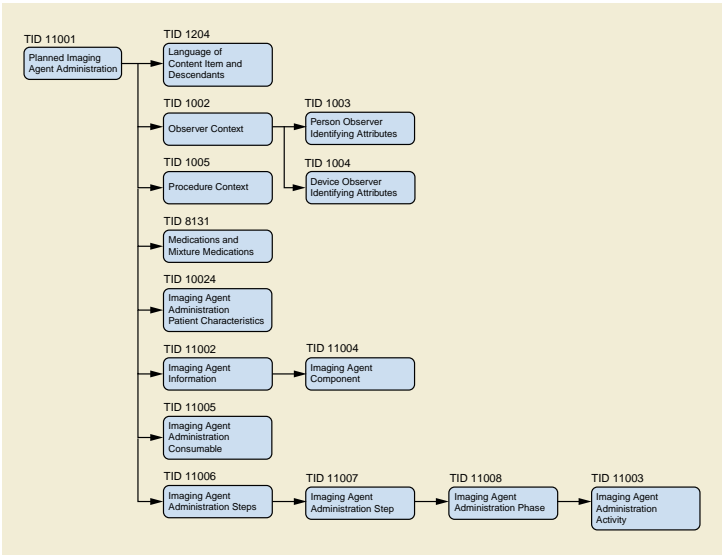 TID 11001
Planned Imaging
Agent Administration
TID 1204
Language of
Content Item and
Descendants
TID 1002
Observer Context
TID 1003
Person Observer
Identifying Attributes
TID 1005
Procedure Context
TID 1004
Device Observer
Identifying Attributes
TID 8131
Medications and
Mixture Medications
TID 10024
Imaging Agent
Administration
Patient Characteristics
TID 11002
Imaging Agent
Information
TID 11004
Imaging Agent
Component
TID 11005
Imaging Agent
Administration
Consumable
TID 11006
Imaging Agent
Administration Steps
TID 11007
Imaging Agent
Administration Step
TID 11008
Imaging Agent
Administration Phase
TID 11003
Imaging Agent
Administration
Activity